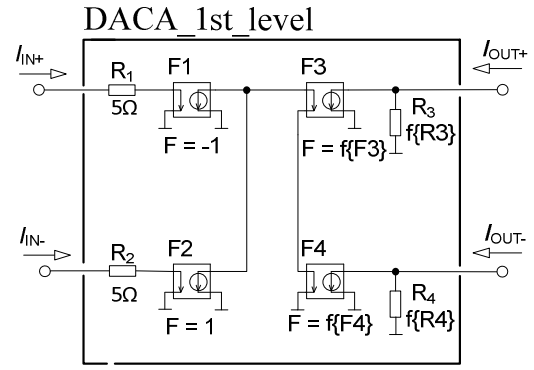 DACA_1st_level
IIN+
IOUT+
R1
5Ω
F1
F = -1
F3
F = f{F3}
R3
f{R3}
IIN-
IOUT-
R2
5Ω
F2
F = 1
F4
F = f{F4}
R4
f{R4}